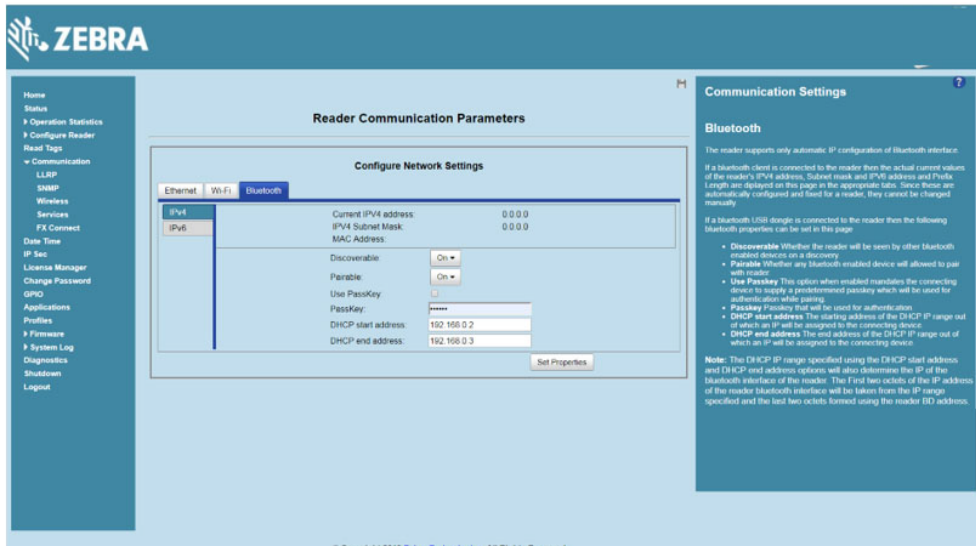 ZEBRA
Home
Status
Operation Statistics
Configure Reader
Read Tags
Communication
LLRP
SNMP
Wireless
Services
FX Connect
Date Time
IP Sec
License Manager
Change Password
GPIO
Applications
Profiles
Firmware
System Log
Diagnostics
Shutdown
Logout
Reader Communication Parameters
Configure Network Settings
Ethernet Wi-Fi Bluetooth
IPv4
IPv6
Current IPV4 address: 0.0.0.0
IPV4 Subnet Mask: 0.0.0.0
MAC Address:
Discoverable: On
Pairable: On
Use PassKey
PassKey: ••••••
DHCP start address: 192.168.0.2
DHCP end address: 192.168.0.3
Set Properties
?
Communication Settings
Bluetooth
The reader supports only automatic IP configuration of Bluetooth interface.
If a bluetooth client is connected to the reader then the actual current values
of the reader's IPV4 address, Subnet mask and IPV6 address and Prefix
Length are diplayed on this page in the appropriate tabs. Since these are
automatically configured and fixed for a reader, they cannot be changed
manually
If a bluetooth USB dongle is connected to the reader then the following
bluetooth properties can be set in this page
• Discoverable Whether the reader will be seen by other bluetooth
enabled devices on a discovery
• Pairable Whether any bluetooth enabled device will allowed to pair
with reader
• Use Passkey This option when enabled mandates the connecting
device to supply a predetermined passkey which will be used for
authentication while pairing
• Passkey Passkey that will be used for authentication
• DHCP start address The starting address of the DHCP IP range out
of which an IP will be assigned to the connecting device
• DHCP end address The end address of the DHCP IP range out of
which an IP will be assigned to the connecting device
Note: The DHCP IP range specified using the DHCP start address
and DHCP end address options will also determine the IP of the
bluetooth interface of the reader. The First two octets of the IP address
of the reader bluetooth interface will be taken from the IP range
specified and the last two octets formed using the reader BD address.